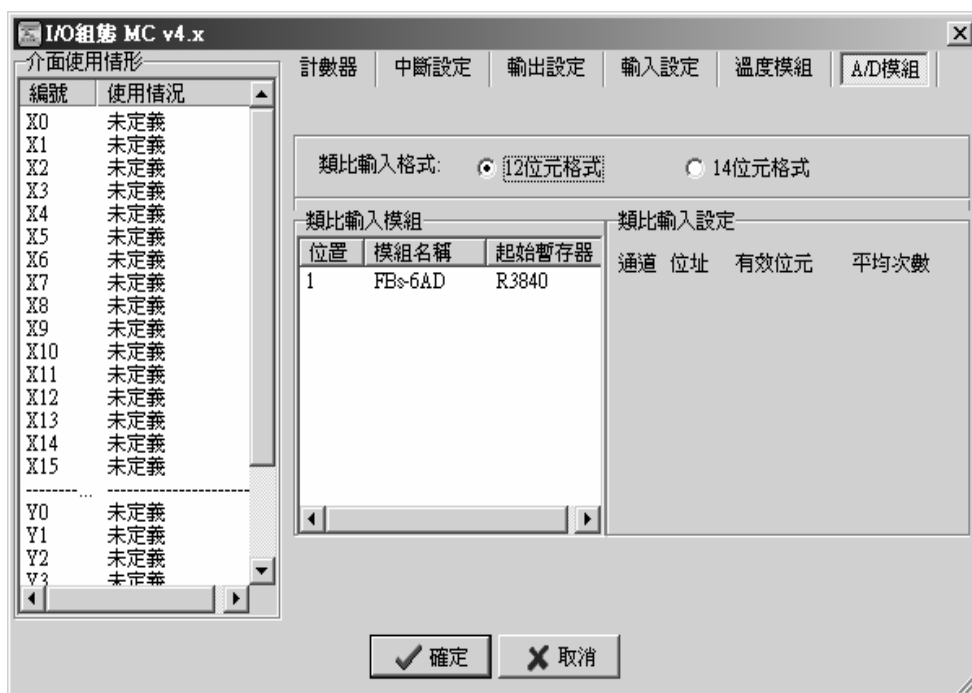 I/O組態 MC v4.x
介面使用情形
編號 使用情況
X0 未定義
X1 未定義
X2 未定義
X3 未定義
X4 未定義
X5 未定義
X6 未定義
X7 未定義
X8 未定義
X9 未定義
X10 未定義
X11 未定義
X12 未定義
X13 未定義
X14 未定義
X15 未定義
--------... --------------------
Y0 未定義
Y1 未定義
Y2 未定義
Y3 未定義
計數器 中斷設定 輸出設定 輸入設定 溫度模組 A/D模組
類比輸入格式: 12位元格式 14位元格式
類比輸入模組
位置 模組名稱 起始暫存器
1 FBs-6AD R3840
類比輸入設定
通道 位址 有效位元 平均次數
確定 取消